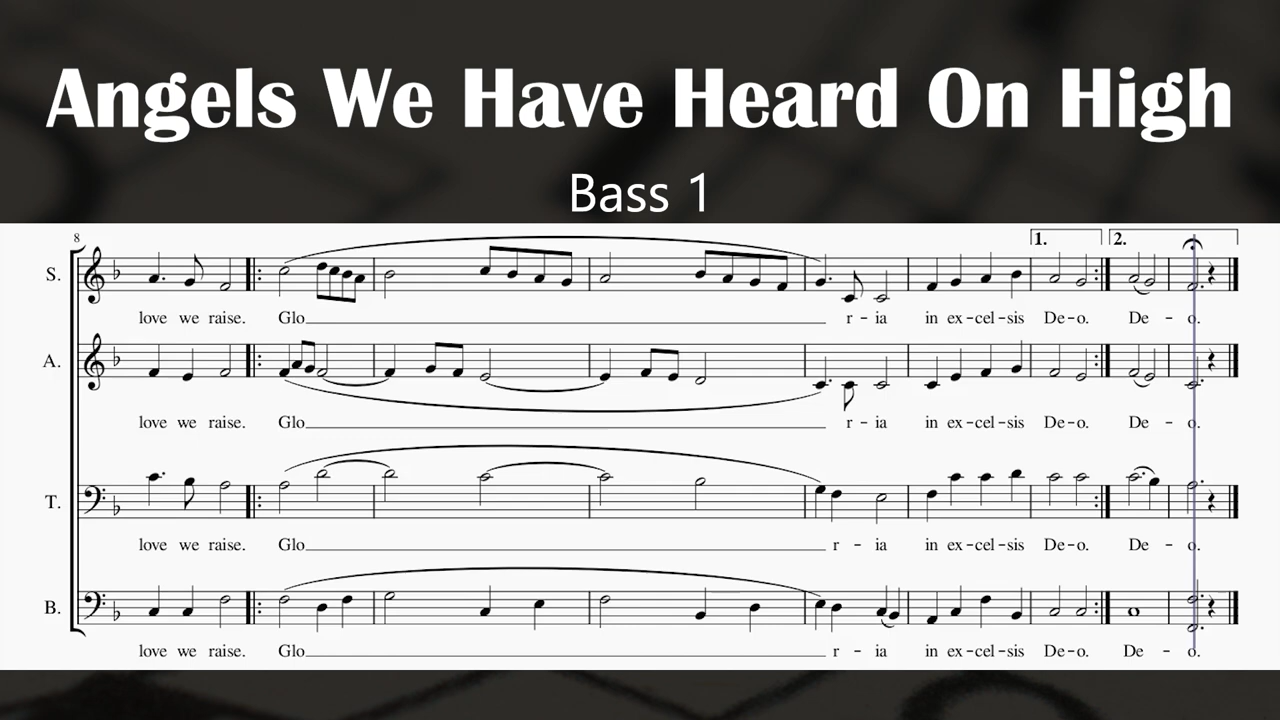 Angels We Have Heard On High
Bass 1
8
1. 2.
S.
love we raise. Glo r - ia in ex - cel - sis De - o. De - o.
A.
love we raise. Glo r - ia in ex - cel - sis De - o. De - o.
T.
love we raise. Glo r - ia in ex - cel - sis De - o. De - o.
B.
love we raise. Glo r - ia in ex - cel - sis De - o. De - o.